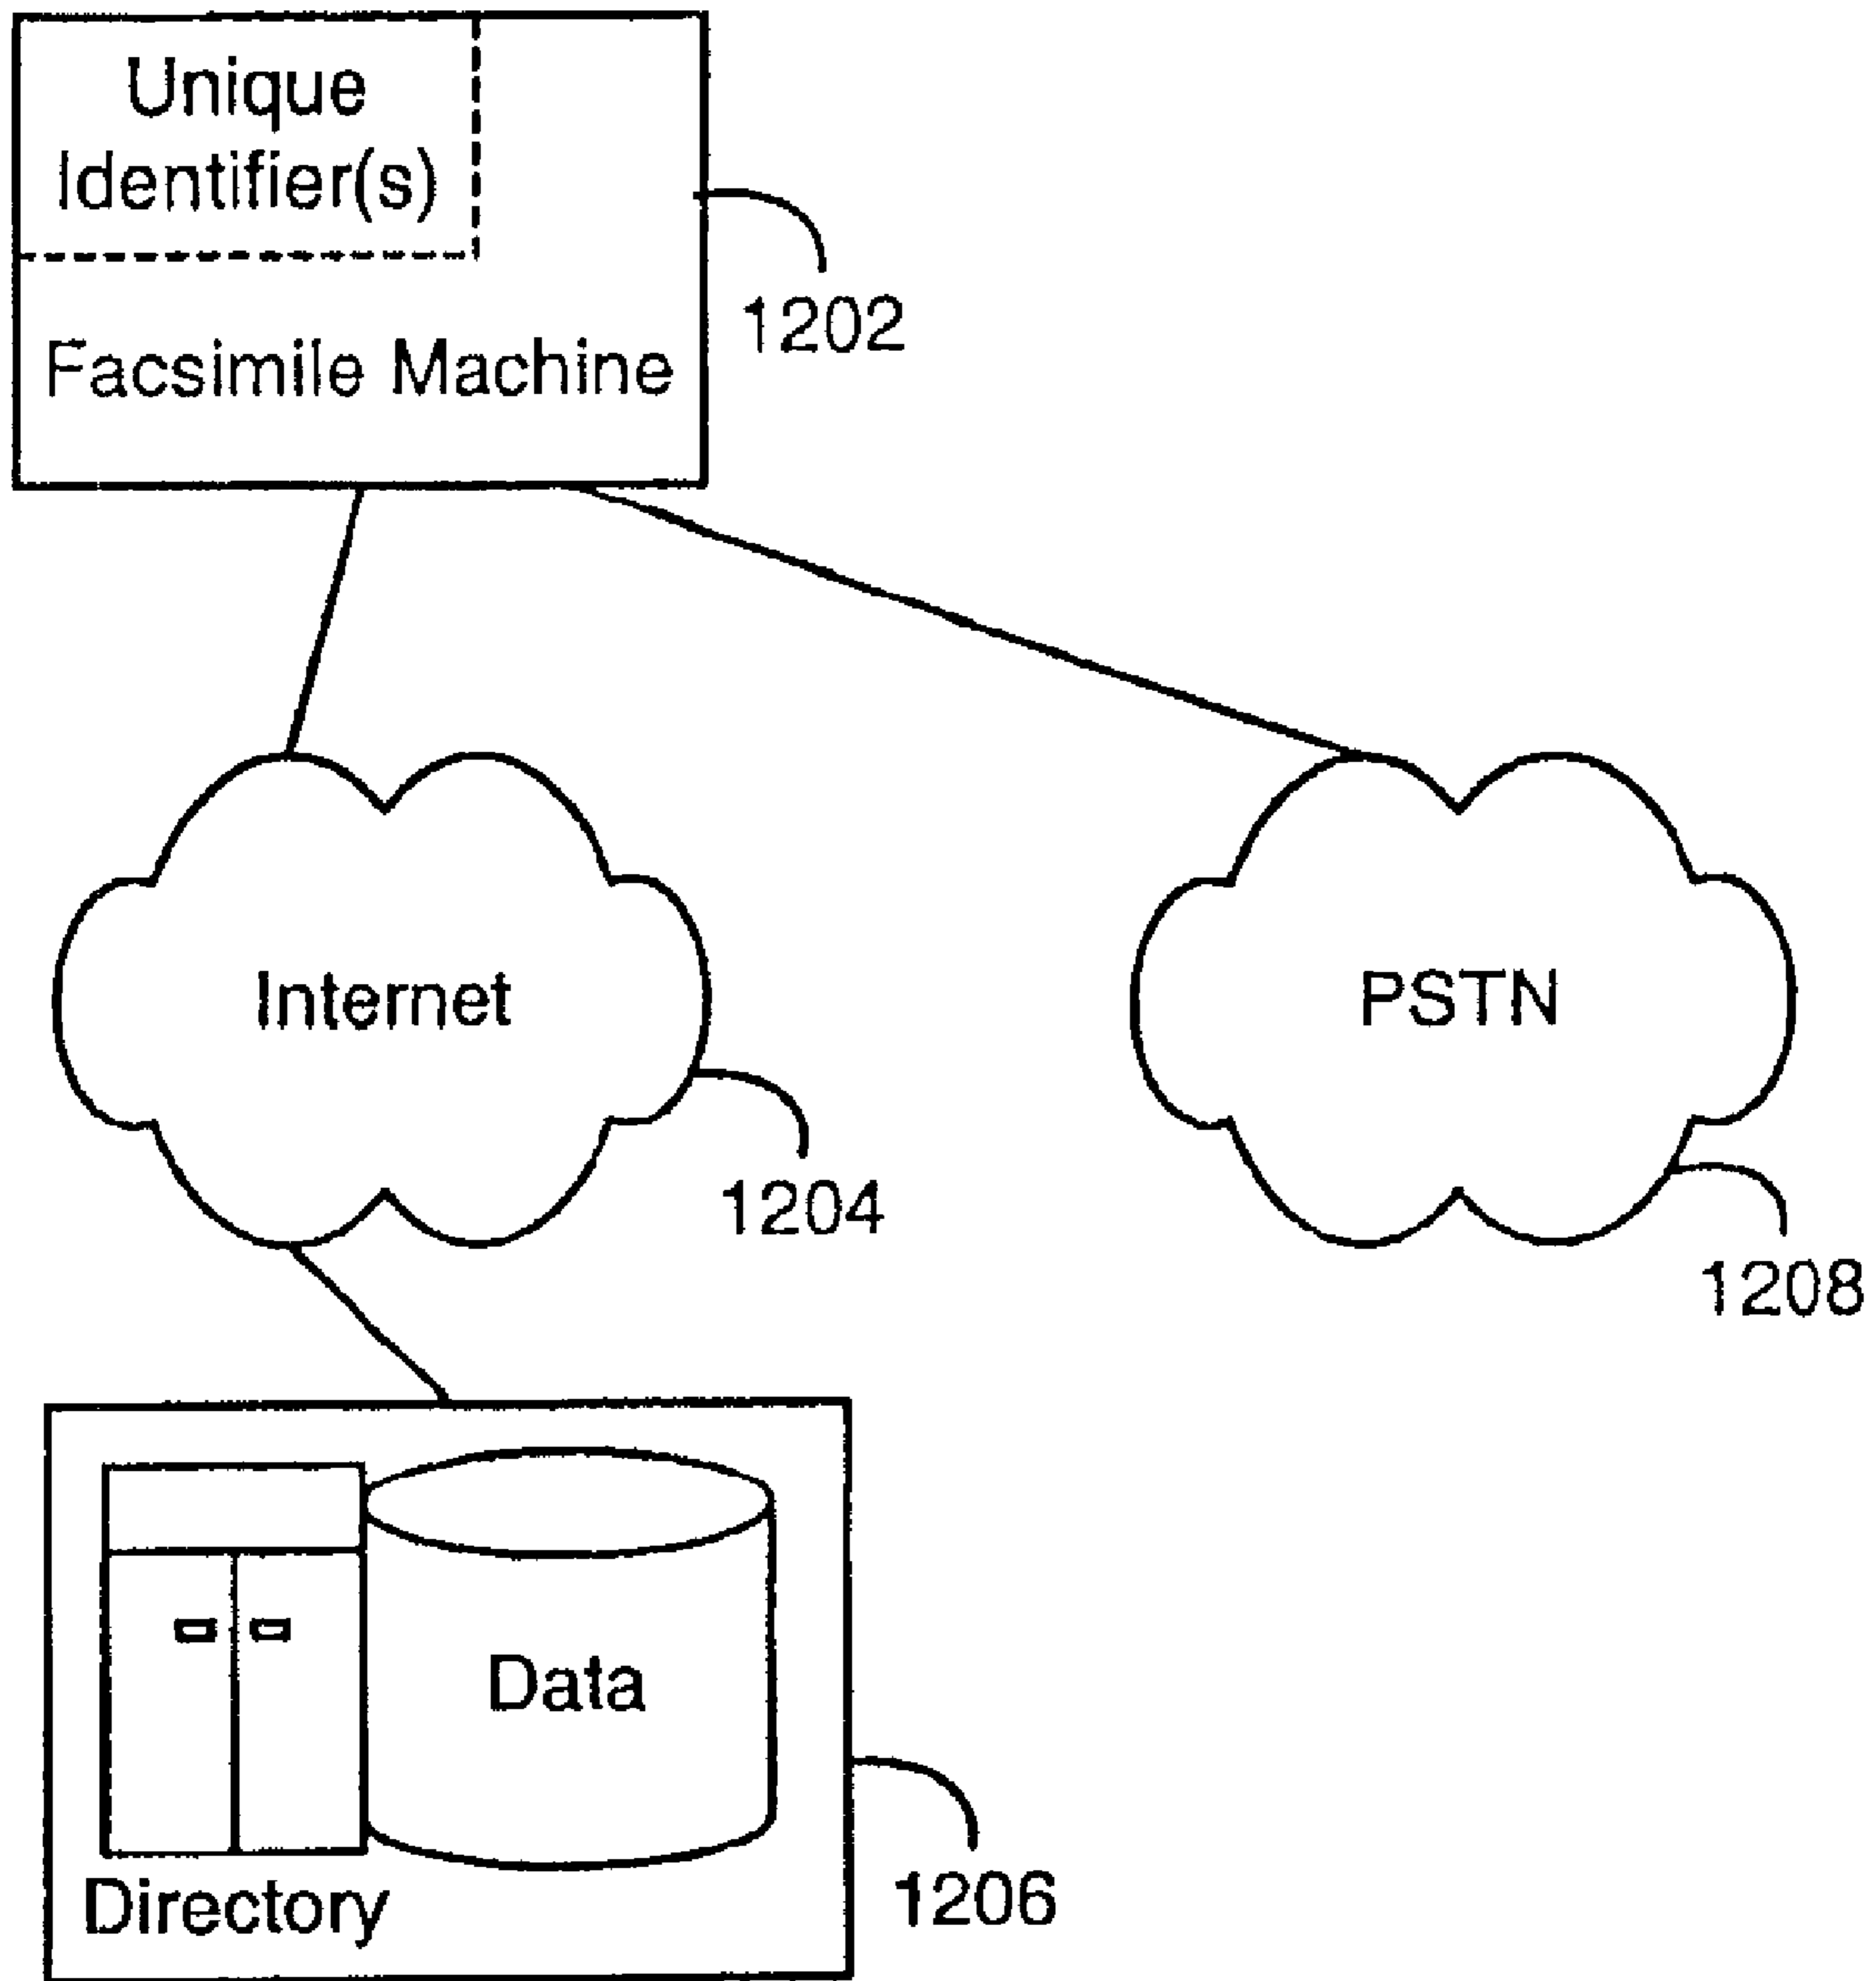 Unique
Identifier(s)
Facsimile Machine
1202
Internet
PSTN
1204
1208
Data
Directory
1206